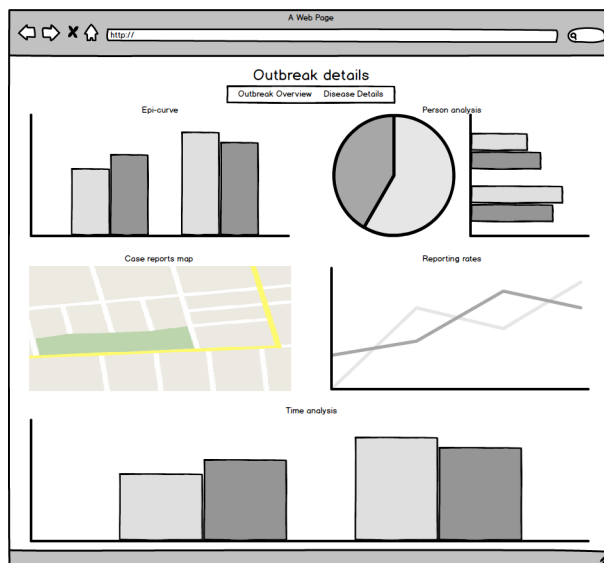 A Web Page
http://
Outbreak details
Outbreak Overview Disease Details
Epi-curve
Person analysis
Case reports map
Reporting rates
Time analysis